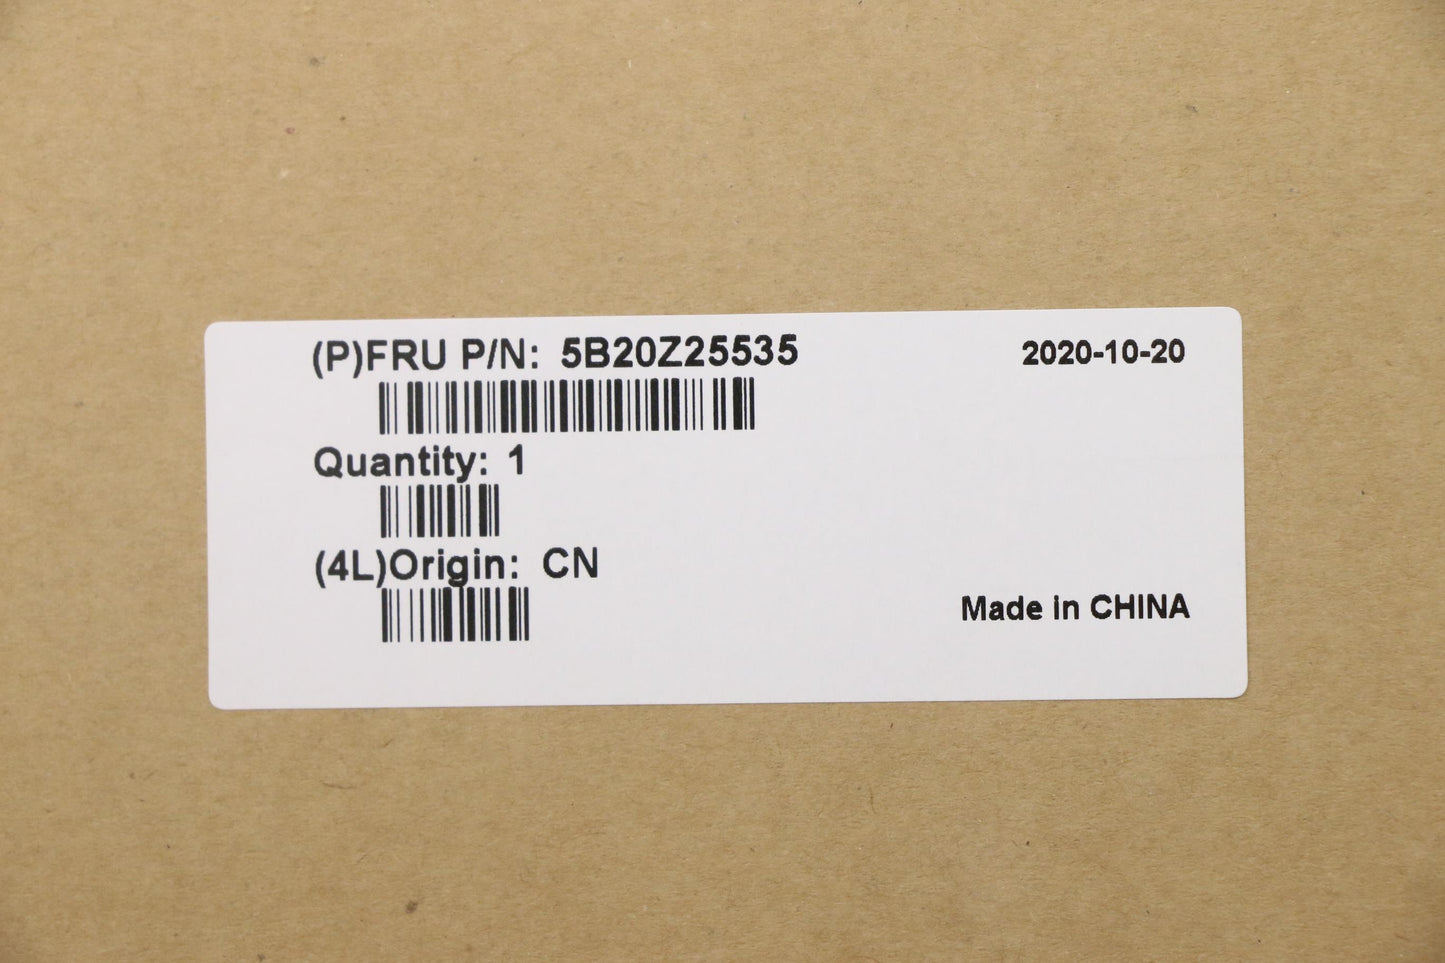 (P)FRU P/N: 5B20Z25535
2020-10-20
Quantity: 1
(4L)Origin: CN
Made in CHINA